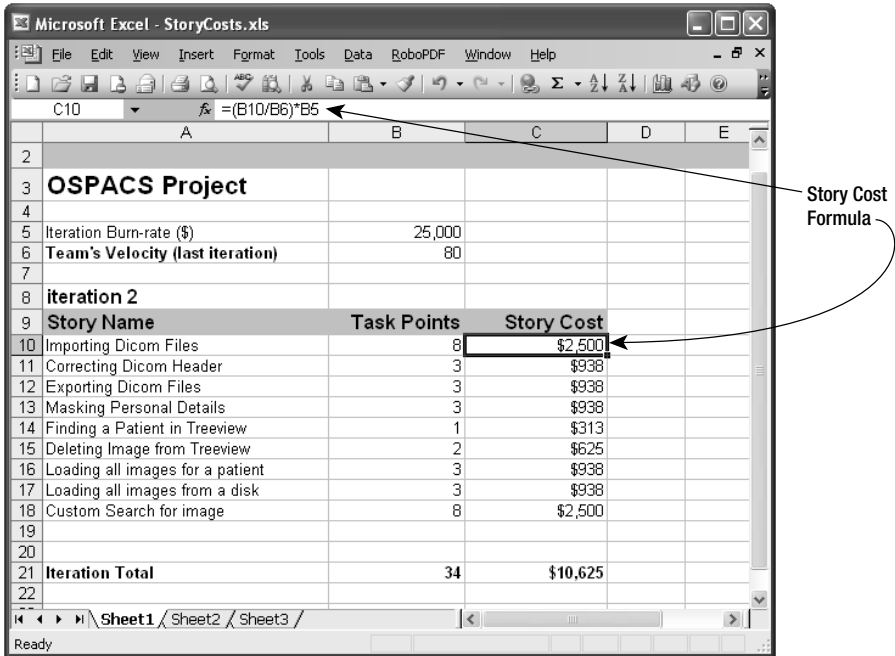 Microsoft Excel - StoryCosts.xls
File Edit View Insert Format Tools Data RoboPDF Window Help
C10 fx =(B10/B6)*B5
A B C D E
2
3 OSPACS Project
4
5 Iteration Burn-rate ($) 25,000
6 Team's Velocity (last iteration) 80
7
8 iteration 2
9 Story Name Task Points Story Cost
10 Importing Dicom Files 8 $2,500
11 Correcting Dicom Header 3 $938
12 Exporting Dicom Files 3 $938
13 Masking Personal Details 3 $938
14 Finding a Patient in Treeview 1 $313
15 Deleting Image from Treeview 2 $625
16 Loading all images for a patient 3 $938
17 Loading all images from a disk 3 $938
18 Custom Search for image 8 $2,500
19
20
21 Iteration Total 34 $10,625
22
Sheet1 / Sheet2 / Sheet3 /
Ready
Story Cost
Formula